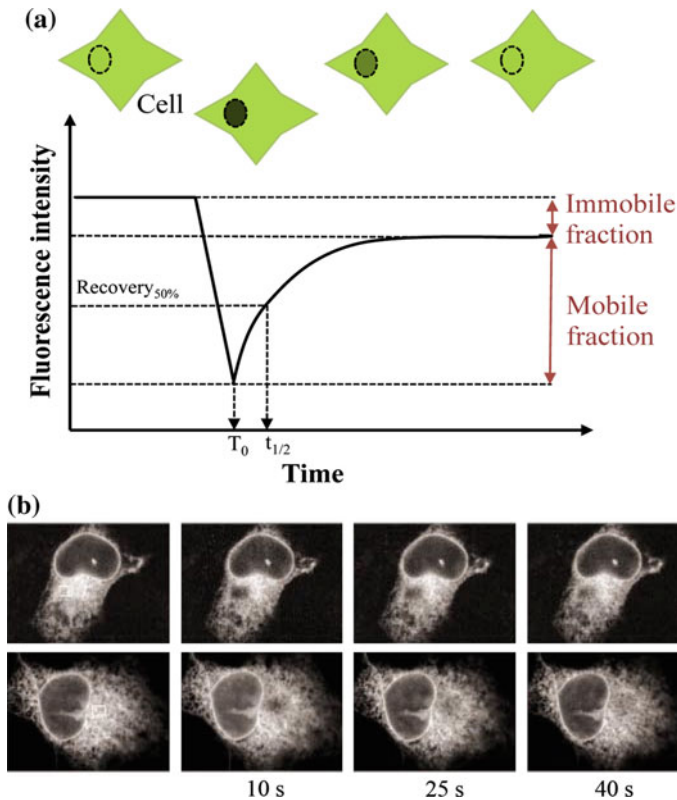 (a)
Cell
Fluorescence intensity
Immobile
fraction
Recovery50%
Mobile
fraction
T0
t1/2
Time
(b)
10 s
25 s
40 s